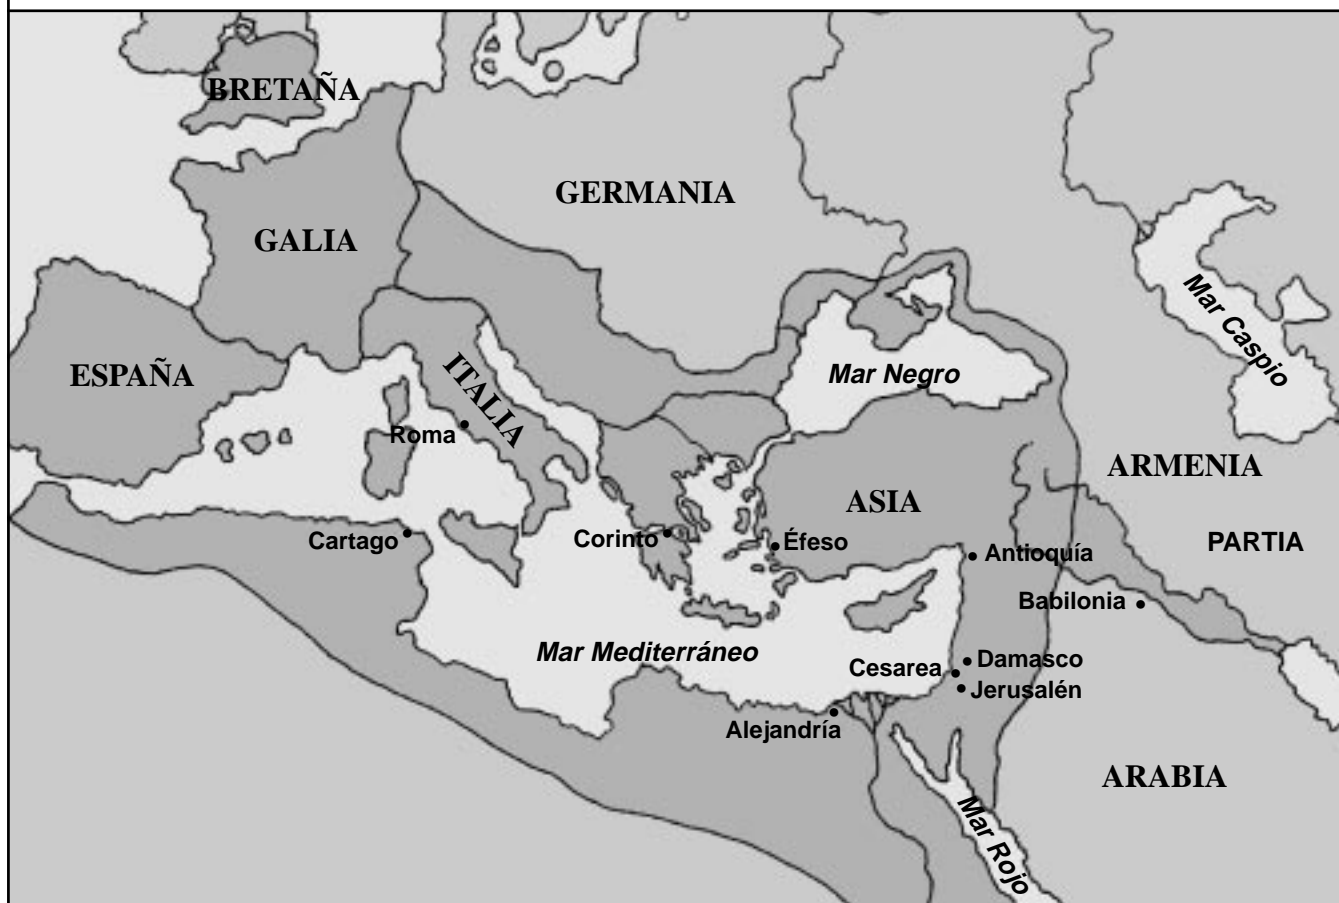 BRETAÑA
GERMANIA
GALIA
Mar Caspio
ESPAÑA
ITALIA
Mar Negro
Roma
ARMENIA
ASIA
Cartago
Corinto
Éfeso
Antioquía
PARTIA
Babilonia
Mar Mediterráneo
Cesarea
Damasco
Jerusalén
Alejandría
ARABIA
Mar Rojo